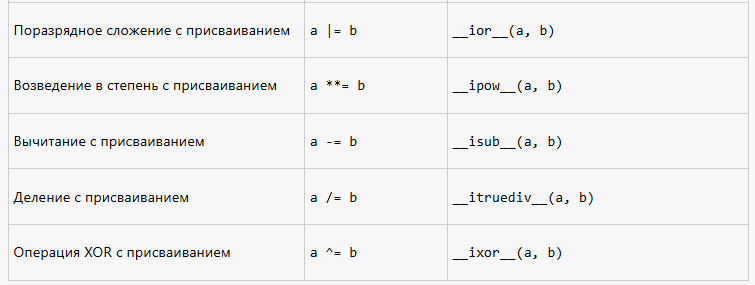 Поразрядное сложение с присваиванием a |= b __ior__(a, b)
Возведение в степень с присваиванием a **= b __ipow__(a, b)
Вычитание с присваиванием a -= b __isub__(a, b)
Деление с присваиванием a /= b __itruediv__(a, b)
Операция XOR с присваиванием a ^= b __ixor__(a, b)